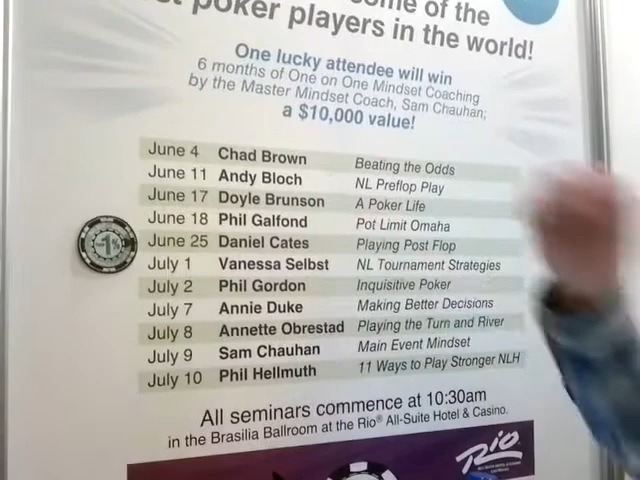 ome of the
st poker players in the world!
One lucky attendee will win
6 months of One on One Mindset Coaching
by the Master Mindset Coach, Sam Chauhan;
a $10,000 value!
June 4 Chad Brown Beating the Odds
June 11 Andy Bloch NL Preflop Play
June 17 Doyle Brunson A Poker Life
June 18 Phil Galfond Pot Limit Omaha
1%
June 25 Daniel Cates Playing Post Flop
July 1 Vanessa Selbst NL Tournament Strategies
July 2 Phil Gordon Inquisitive Poker
July 7 Annie Duke Making Better Decisions
July 8 Annette Obrestad Playing the Turn and River
July 9 Sam Chauhan Main Event Mindset
July 10 Phil Hellmuth 11 Ways to Play Stronger NLH
All seminars commence at 10:30am
in the Brasilia Ballroom at the Rio® All-Suite Hotel & Casino.
Rio